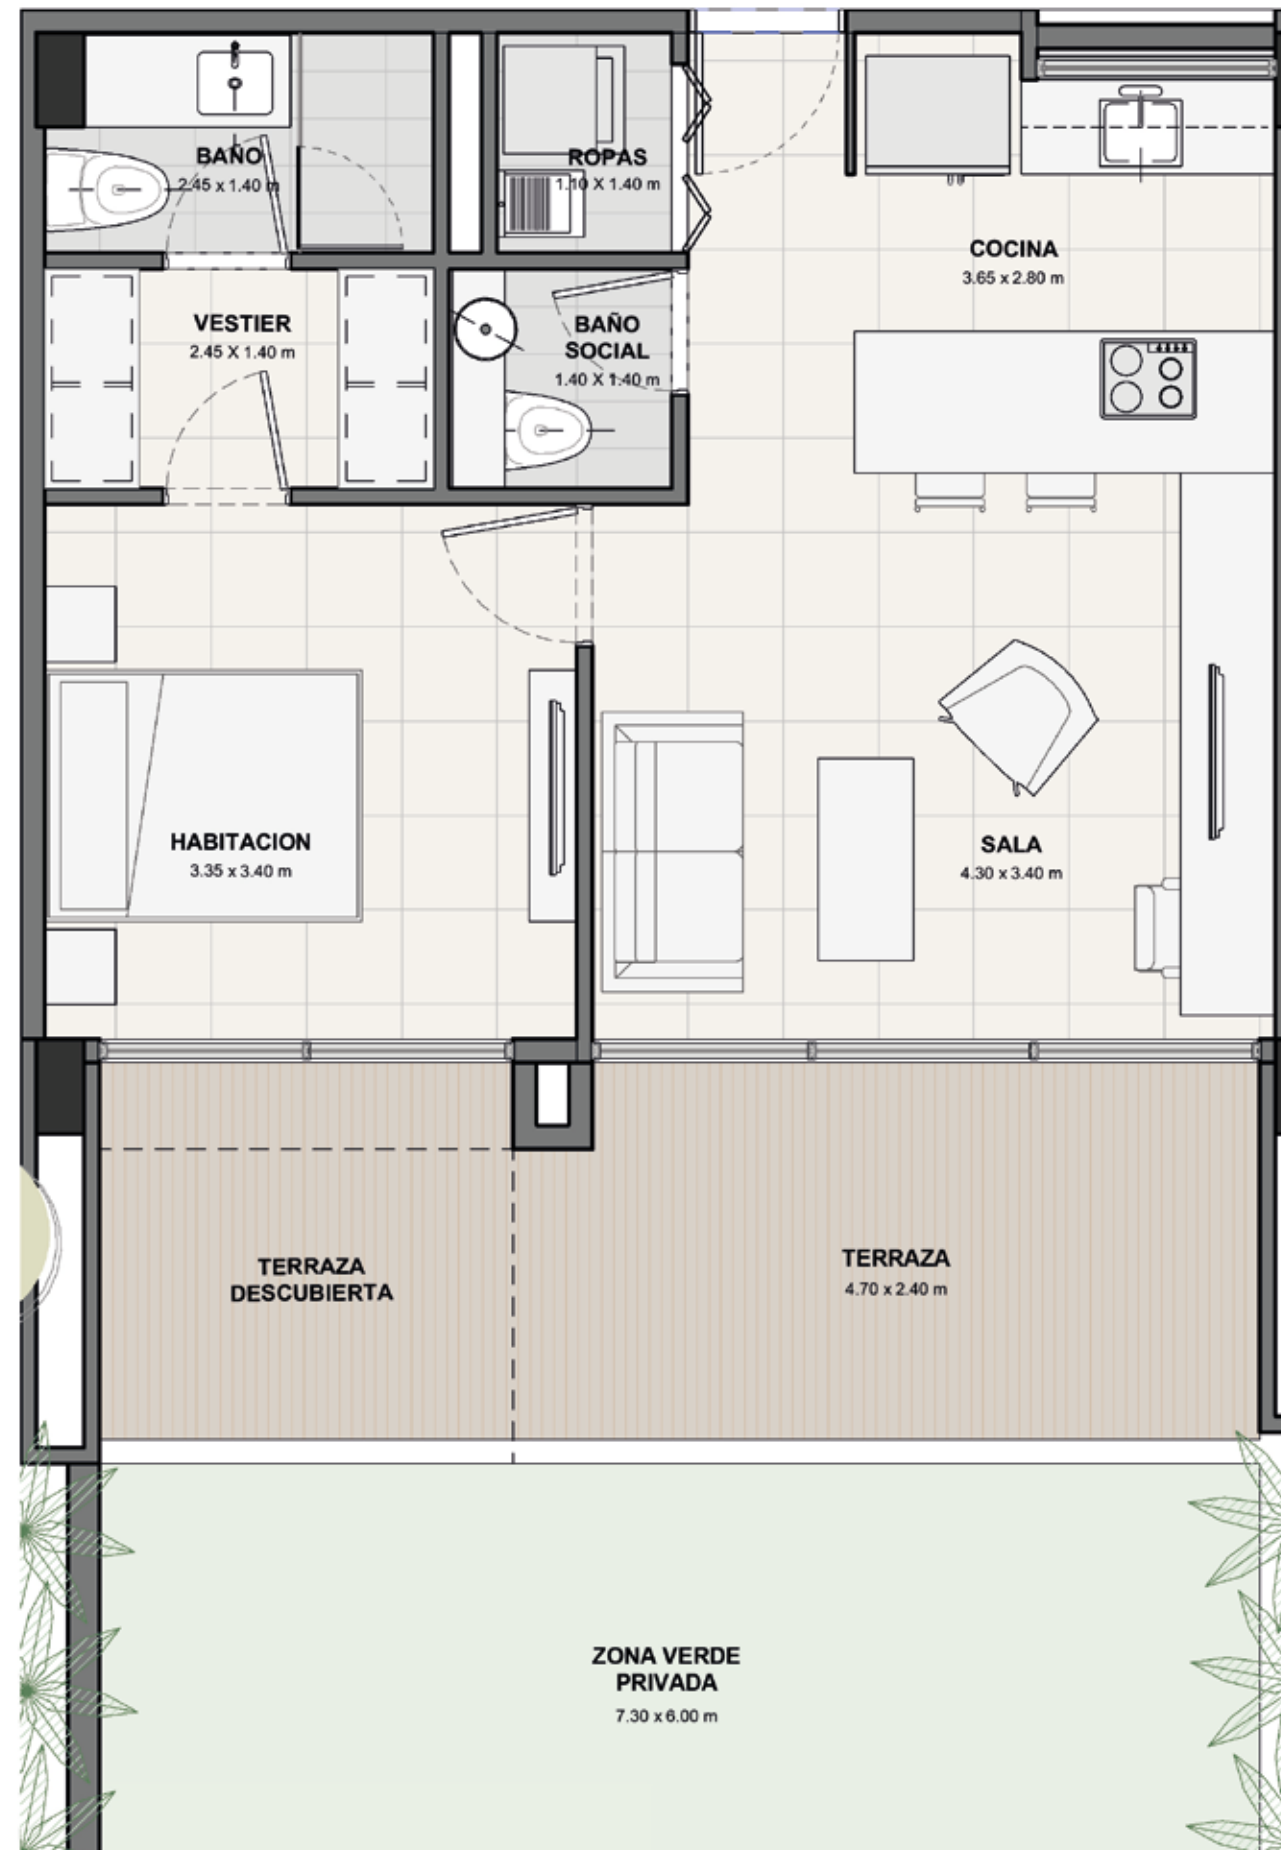 BAÑO
2.45 x 1.40 m
ROPAS
1.10 X 1.40 m
COCINA
3.65 x 2.80 m
VESTIER
2.45 X 1.40 m
BAÑO
SOCIAL
1.40 X 1.40 m
HABITACION
3.35 x 3.40 m
SALA
4.30 x 3.40 m
TERRAZA
DESCUBIERTA
TERRAZA
4.70 x 2.40 m
ZONA VERDE
PRIVADA
7.30 x 6.00 m